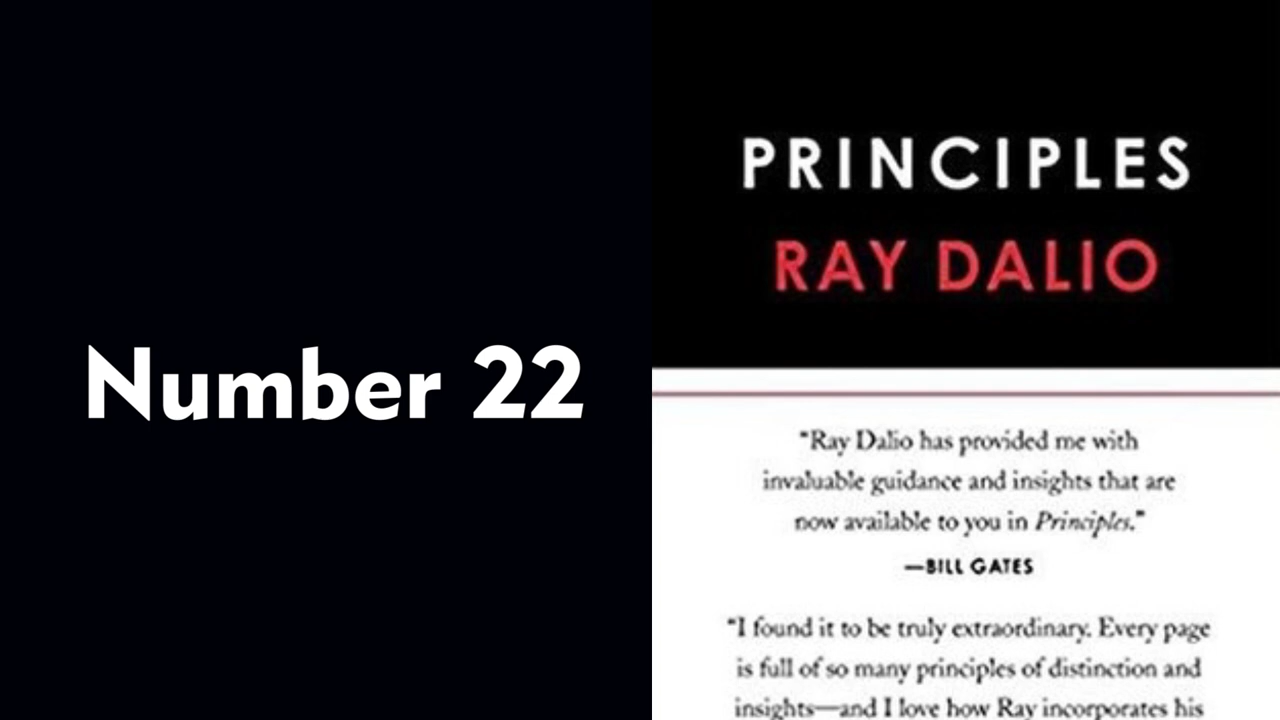 Number 22
PRINCIPLES
RAY DALIO
“Ray Dalio has provided me with
invaluable guidance and insights that are
now available to you in Principles.”
—BILL GATES
“I found it to be truly extraordinary. Every page
is full of so many principles of distinction and
insights—and I love how Ray incorporates his